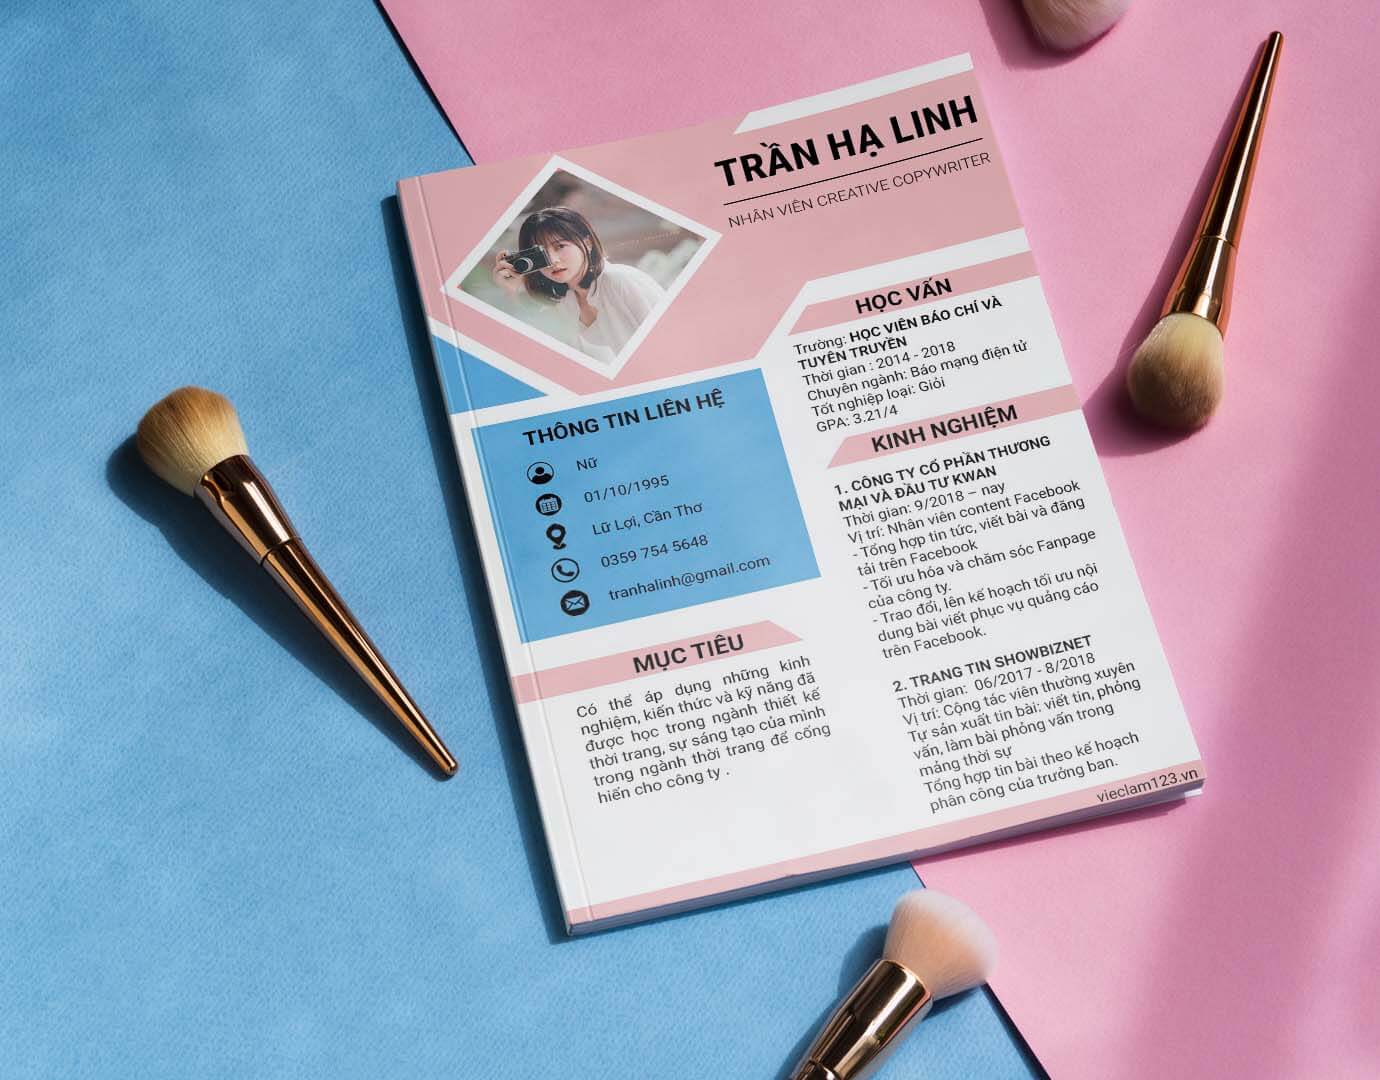 TRẦN HẠ LINH
NHÂN VIÊN CREATIVE COPYWRITER
THÔNG TIN LIÊN HỆ
Nữ
01/10/1995
Lữ Lợi, Cần Thơ
0359 754 5648
tranhalinh@gmail.com
MỤC TIÊU
Có thể áp dụng những kinh
nghiệm, kiến thức và kỹ năng đã
được học trong ngành thiết kế
thời trang, sự sáng tạo của mình
trong ngành thời trang để cống
hiến cho công ty .
HỌC VẤN
Trường: HỌC VIÊN BÁO CHÍ VÀ
TUYÊN TRUYỀN
Thời gian : 2014 - 2018
Chuyên ngành: Báo mạng điện tử
Tốt nghiệp loại: Giỏi
GPA: 3.21/4
KINH NGHIỆM
1. CÔNG TY CỔ PHẦN THƯƠNG
MẠI VÀ ĐẦU TƯ KWAN
Thời gian: 9/2018 – nay
Vị trí: Nhân viên content Facebook
- Tổng hợp tin tức, viết bài và đăng
tải trên Facebook
- Tối ưu hóa và chăm sóc Fanpage
của công ty.
- Trao đổi, lên kế hoạch tối ưu nội
dung bài viết phục vụ quảng cáo
trên Facebook.
2. TRANG TIN SHOWBIZNET
Thời gian: 06/2017 - 8/2018
Vị trí: Cộng tác viên thường xuyên
Tự sản xuất tin bài: viết tin, phỏng
vấn, làm bài phỏng vấn trong
mảng thời sự
Tổng hợp tin bài theo kế hoạch
phân công của trưởng ban.
vieclam123.vn